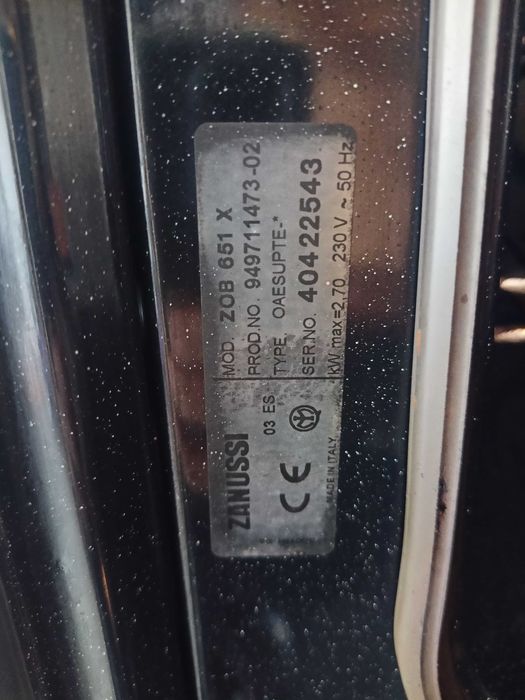 ZANUSSI
03 ES
CE
MADE IN ITALY
MOD. ZOB 651 X
PROD.NO. 949711473-02
TYPE OAESUPTE-*
SER.NO. 40422543
kW max=2,70 230 V ~ 50 Hz